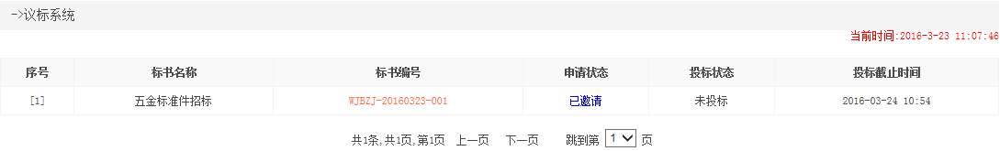 ->议标系统
当前时间:2016-3-23 11:07:46
序号 标书名称 标书编号 申请状态 投标状态 投标截止时间
[1] 五金标准件招标 WJBZJ-20160323-001 已邀请 未投标 2016-03-24 10:54
共1条,共1页,第1页 上一页 下一页 跳到第 1 页